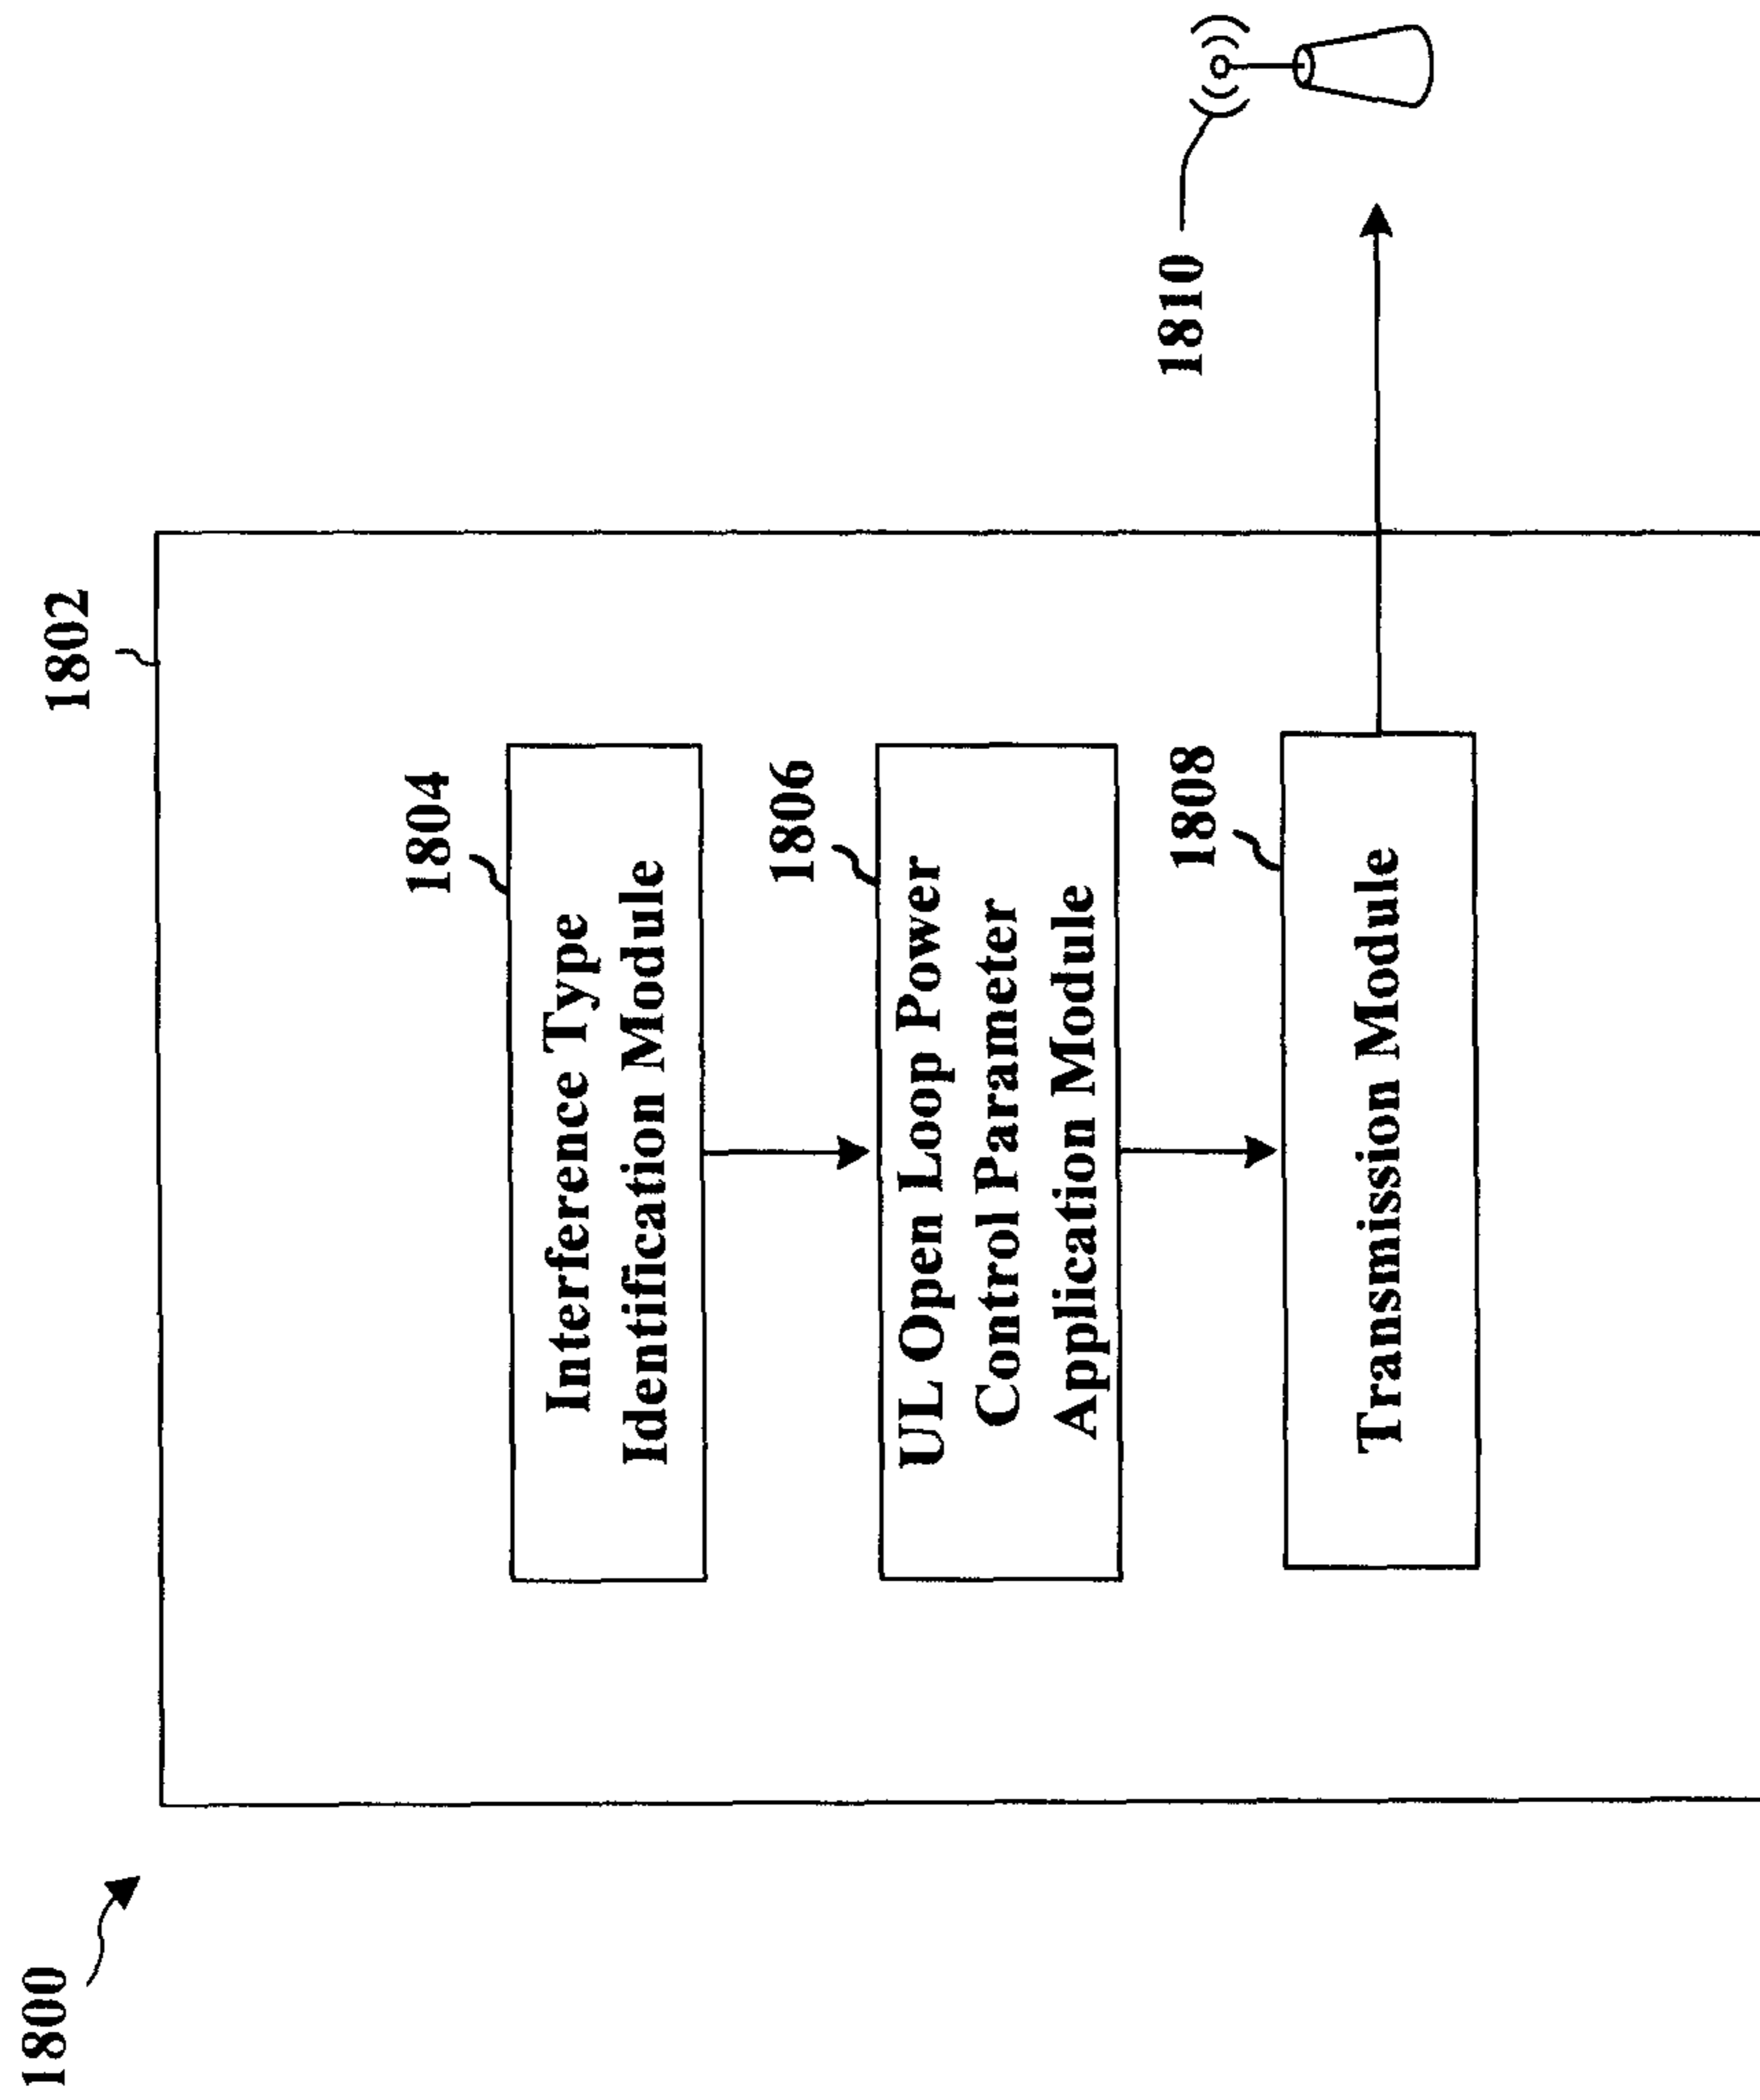 1800
1802
1804
Interference Type
Identification Module
1806
UL Open Loop Power
Control Parameter
Application Module
1808
Transmission Module
1810